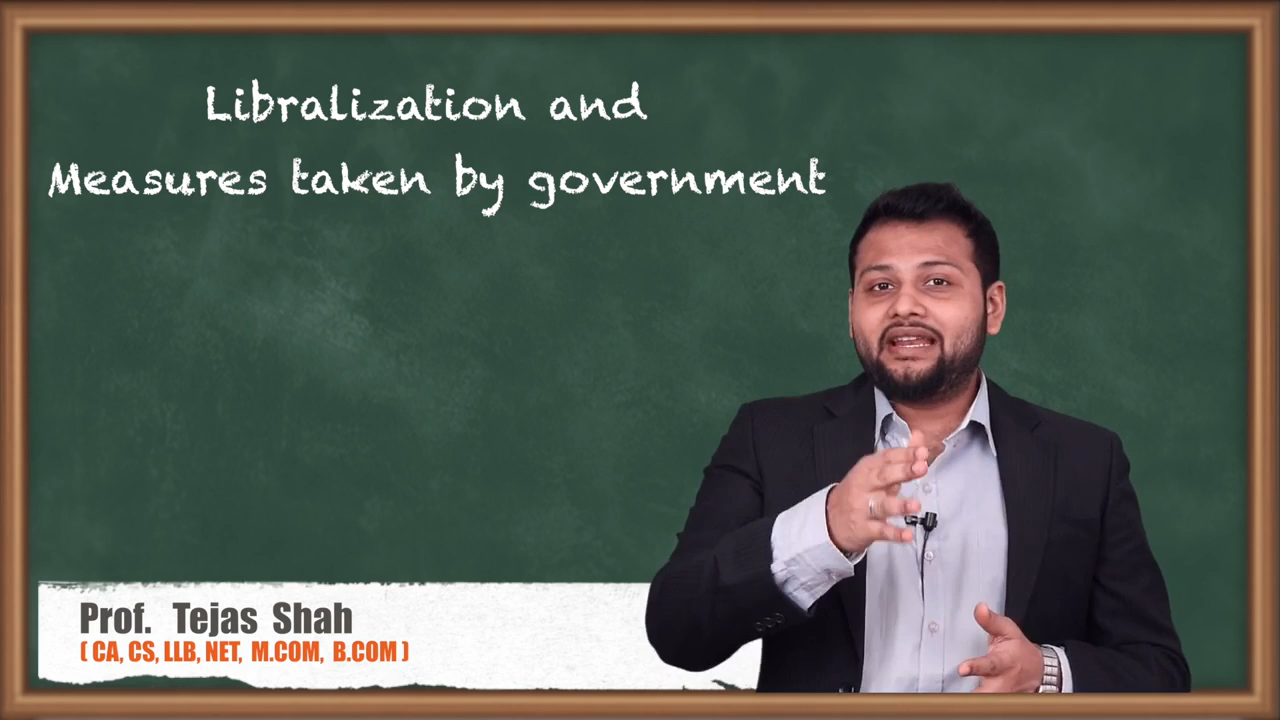 Libralization and
Measures taken by government
Prof. Tejas Shah
( CA, CS, LLB, NET, M.COM, B.COM )